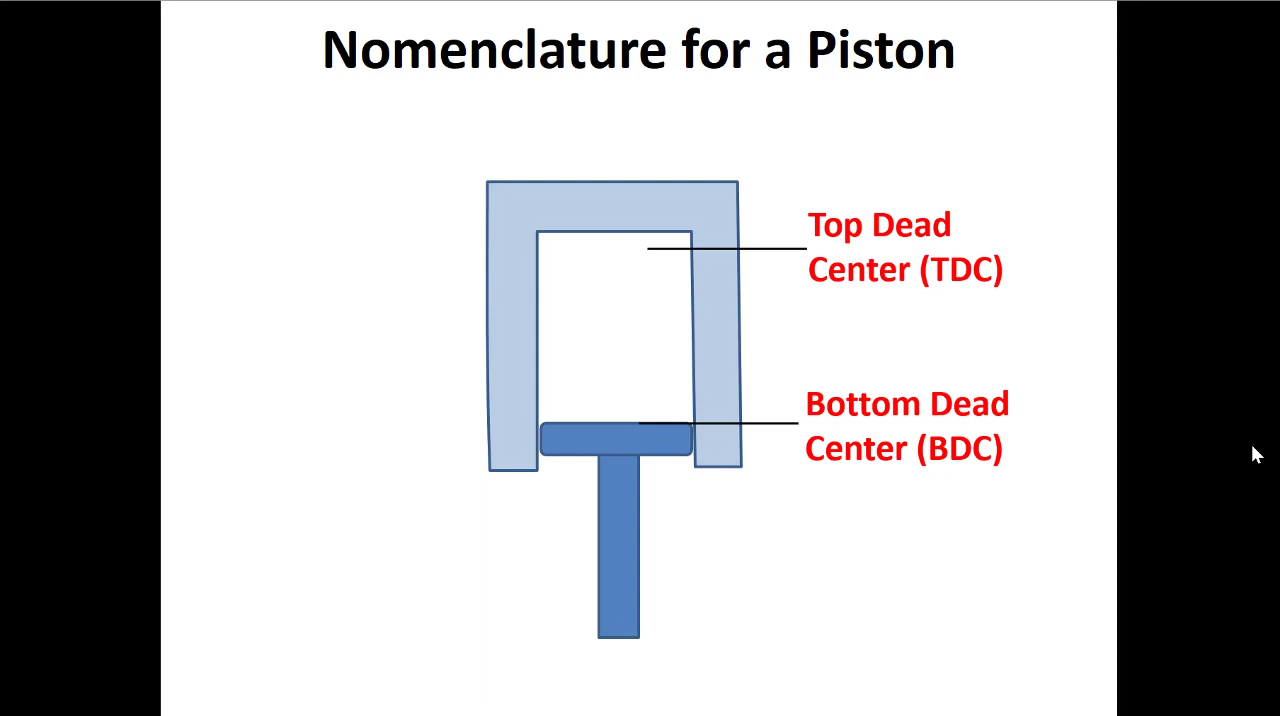 Nomenclature for a Piston
Top Dead
Center (TDC)
Bottom Dead
Center (BDC)